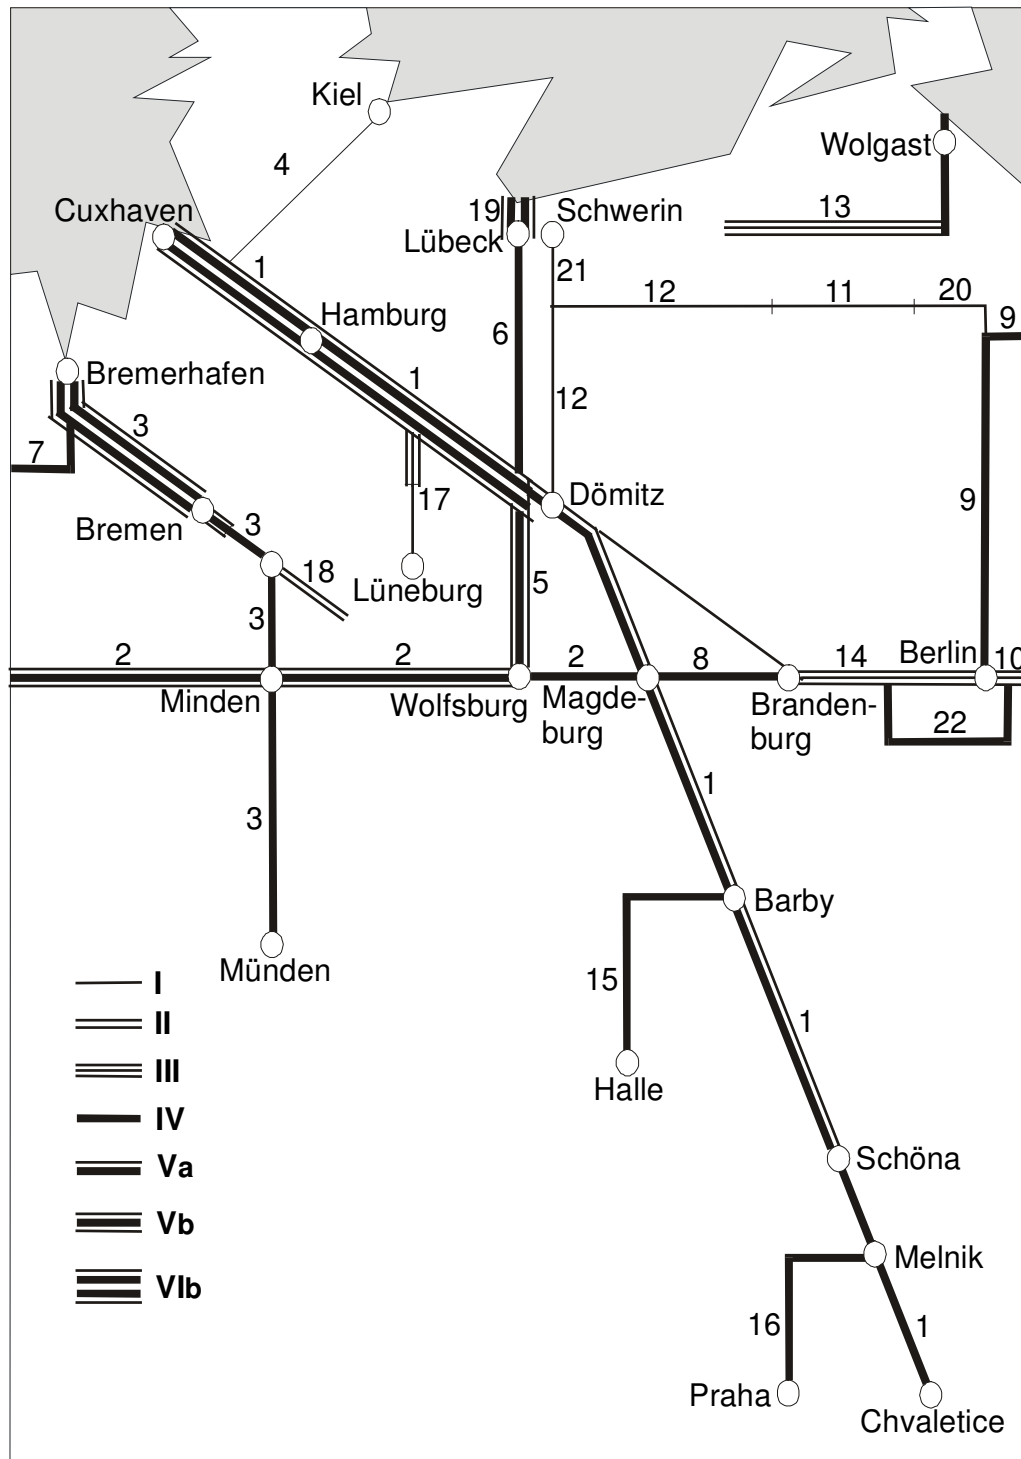 Kiel
Wolgast
4
13
Cuxhaven
19
Schwerin
Lübeck
1
21
12
11
20
Hamburg
6
9
Bremerhafen
1
12
3
7
17
Dömitz
9
Bremen
3
18
Lüneburg
5
3
2
2
2
8
14
Berlin
10
Minden
Wolfsburg
Magde-
burg
Branden-
burg
22
1
3
Barby
Münden
15
I
II
1
III
Halle
IV
Va
Schöna
Vb
Melnik
VIb
16
1
Praha
Chvaletice